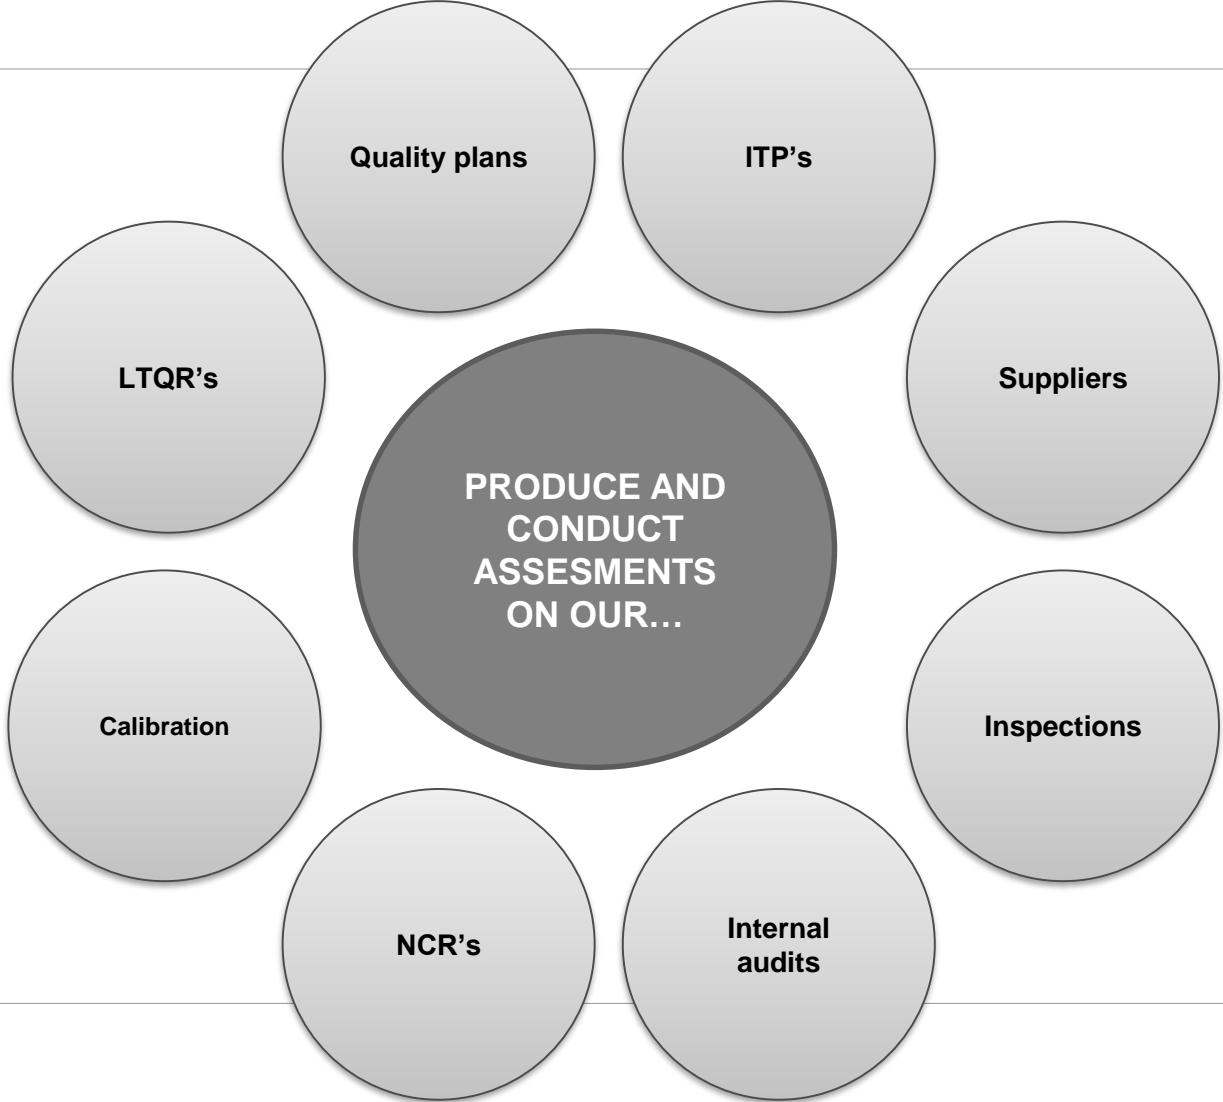 Quality plans
ITP’s
LTQR’s
Suppliers
PRODUCE AND
CONDUCT
ASSESMENTS
ON OUR…
Calibration
Inspections
NCR’s
Internal
audits